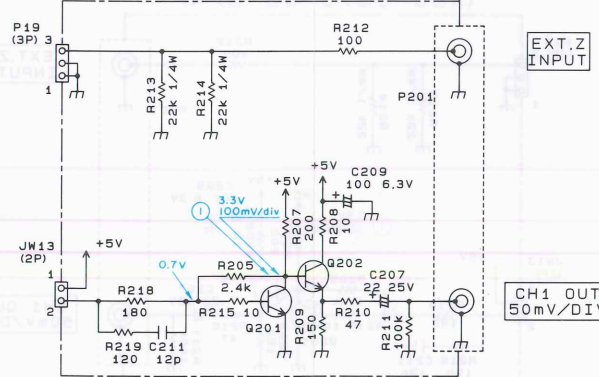 P19
(3P) 3
1
R213
22k 1/4W
R214
22k 1/4W
R212
100
P201
EXT.Z
INPUT
+5V
+5V
C209
100 6.3V
3.3V
100mV/div
1
R207
200
R208
10
JW13
(2P)
+5V
1
2
0.7V
R205
2.4k
Q202
C207
22 25V
R218
180
R215 10
Q201
R209
150
R210
47
R211
100k
R219
120
C211
12p
CH1 OUT
50mV/DIV